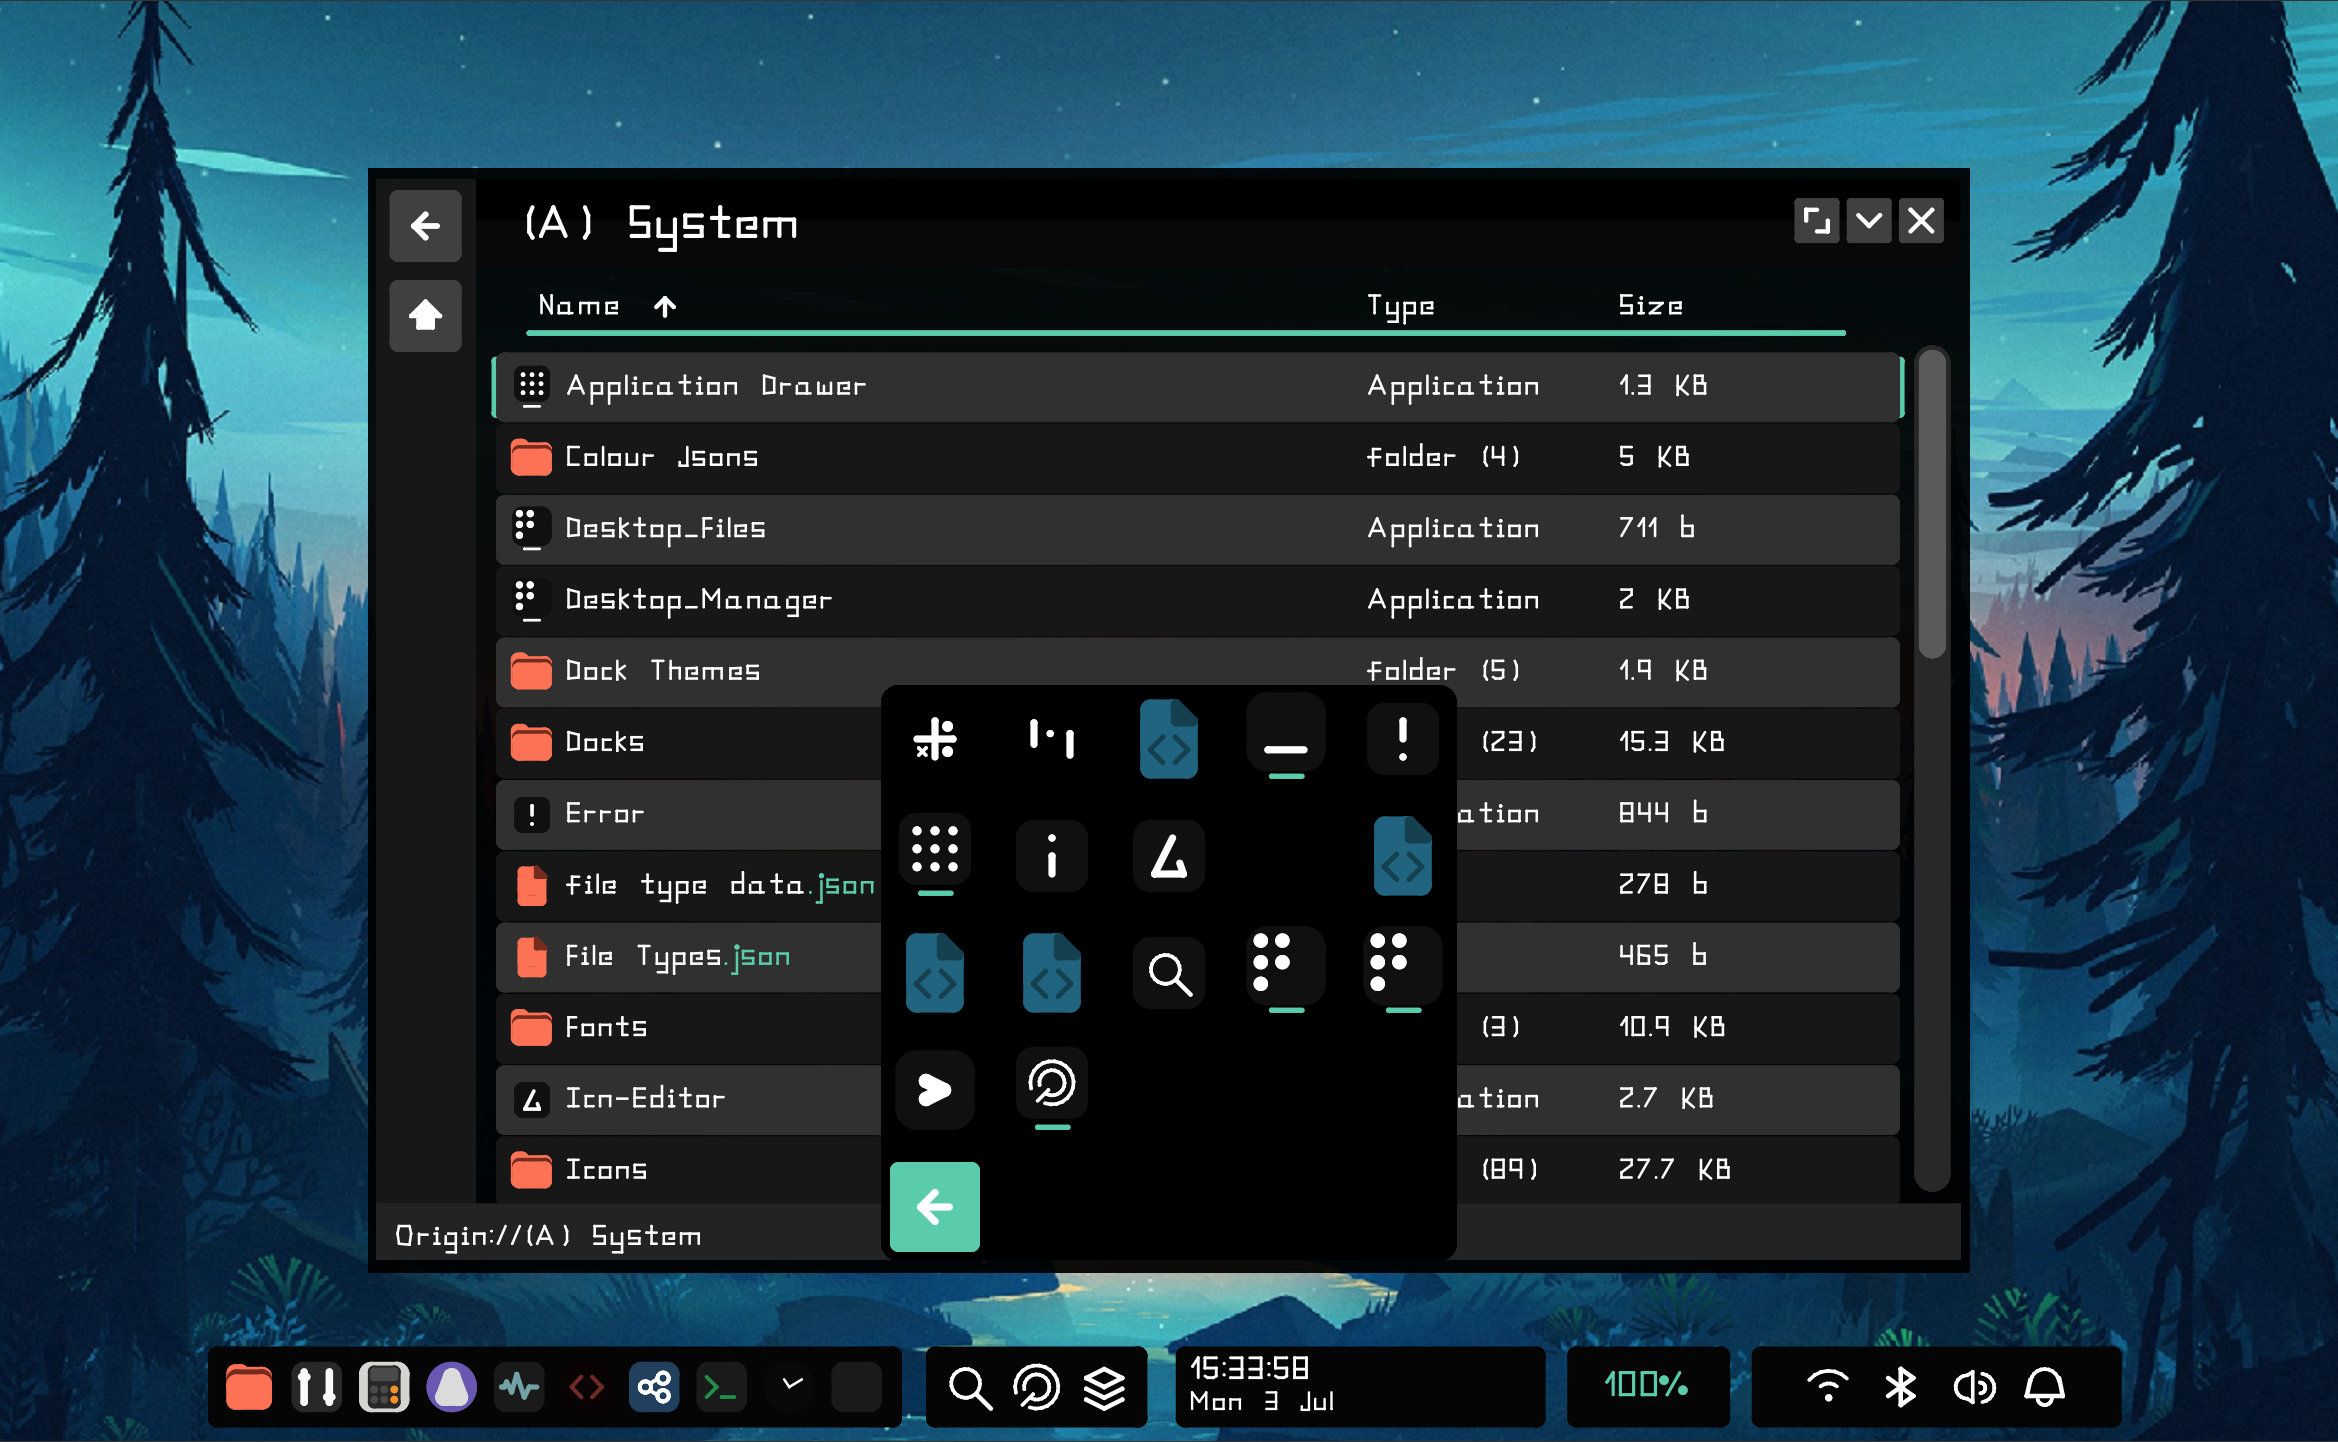 (A) System
Name Type Size
Application Drawer Application 1.3 KB
Colour Jsons folder (4) 5 KB
Desktop_Files Application 711 b
Desktop_Manager Application 2 KB
Dock Themes folder (5) 1.9 KB
Docks (23) 15.3 KB
Error ation 844 b
file type data.json 278 b
File Types.json 465 b
Fonts (3) 10.9 KB
Icn-Editor ation 2.7 KB
Icons (89) 27.7 KB
Origin://(A) System
15:33:58
Mon 3 Jul
100%